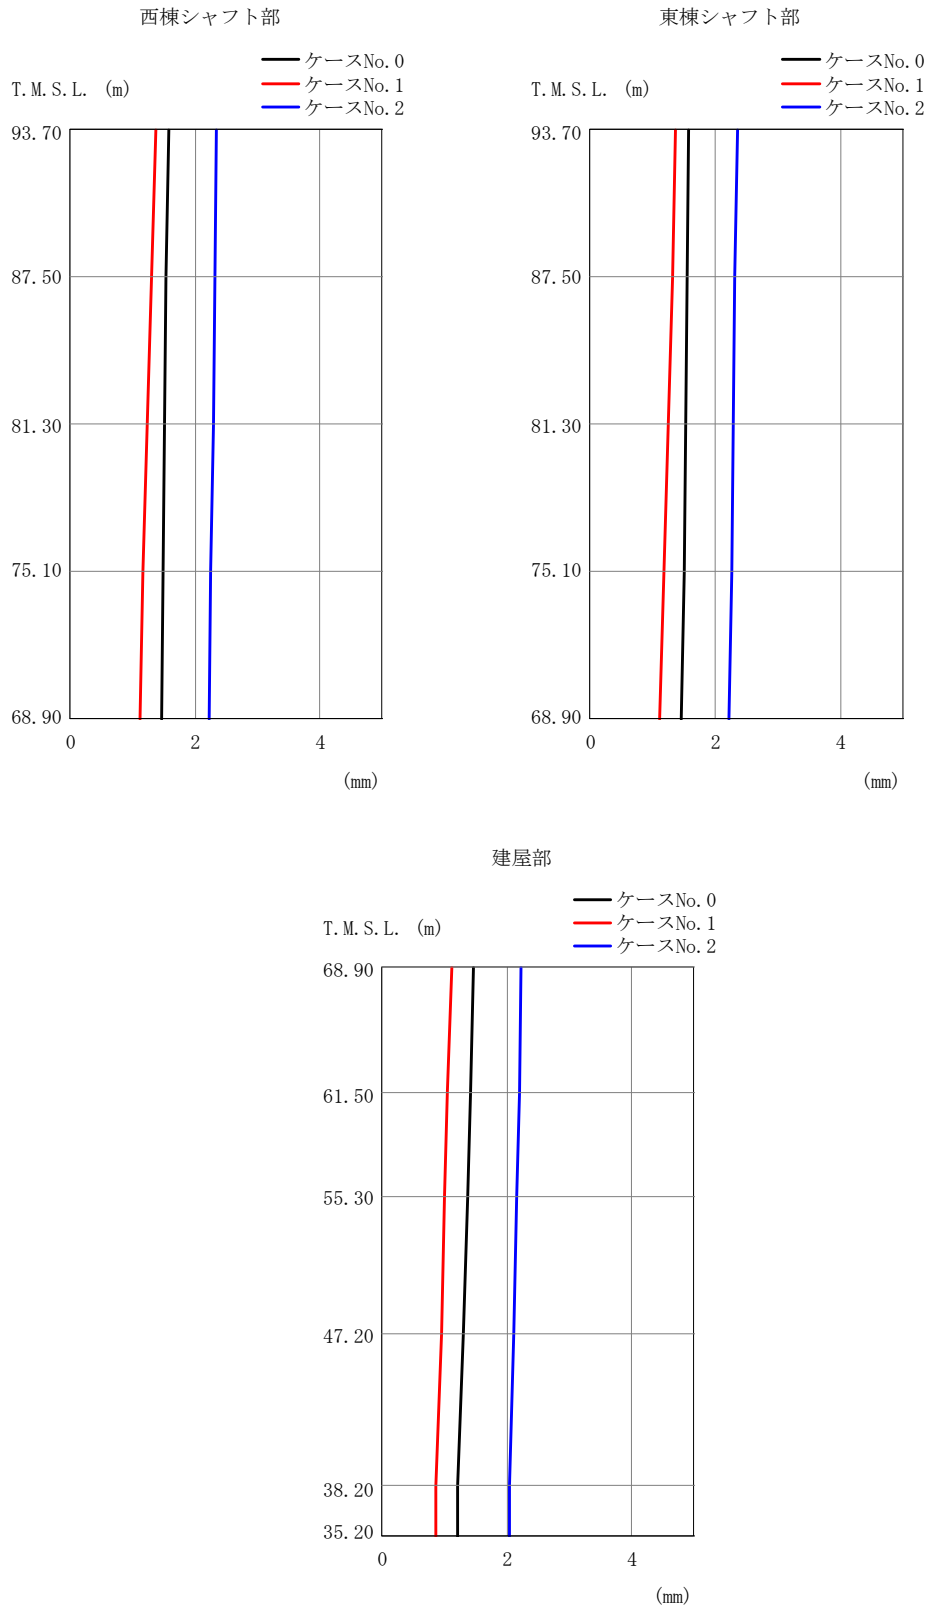 西棟シャフト部
ケースNo.0
ケースNo.1
ケースNo.2
T.M.S.L. (m)
93.70
87.50
81.30
75.10
68.90
0 2 4
(mm)
東棟シャフト部
ケースNo.0
ケースNo.1
ケースNo.2
T.M.S.L. (m)
93.70
87.50
81.30
75.10
68.90
0 2 4
(mm)
建屋部
ケースNo.0
ケースNo.1
ケースNo.2
T.M.S.L. (m)
68.90
61.50
55.30
47.20
38.20
35.20
0 2 4
(mm)